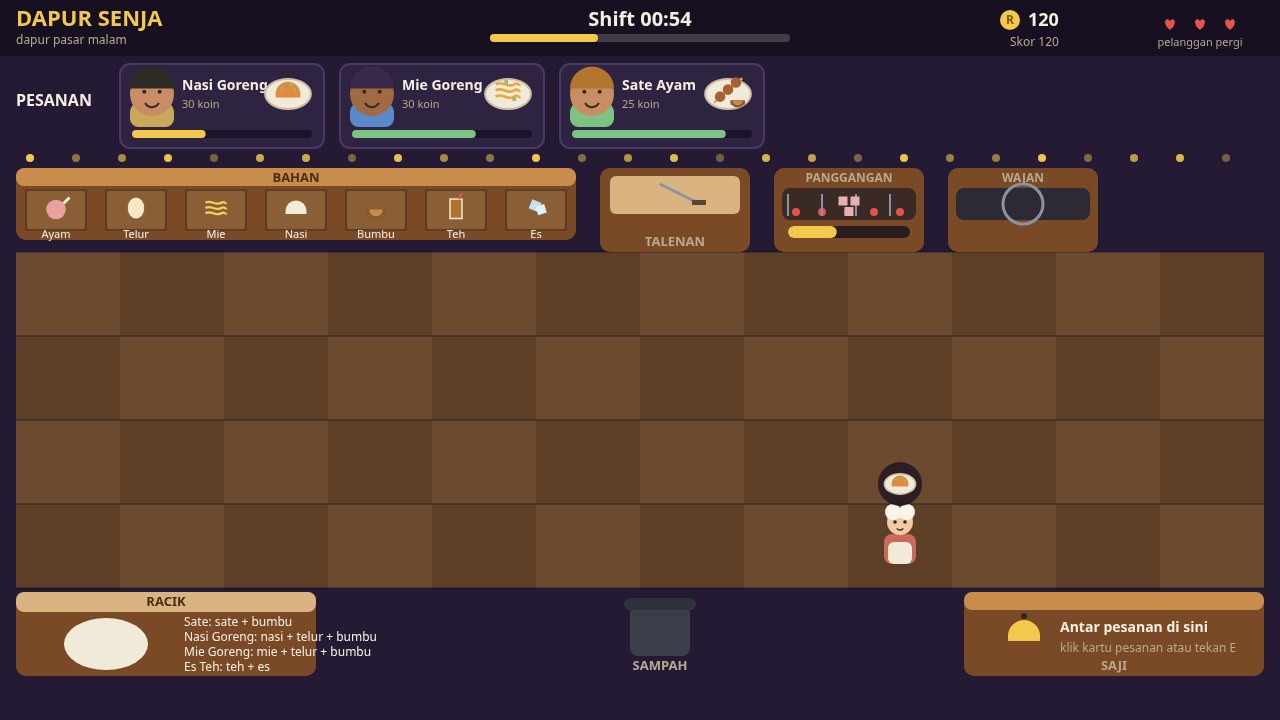 DAPUR SENJA
dapur pasar malam
Shift 00:54
R 120
Skor 120
pelanggan pergi
PESANAN
Nasi Goreng
30 koin
Mie Goreng
30 koin
Sate Ayam
25 koin
BAHAN
Ayam
Telur
Mie
Nasi
Bumbu
Teh
Es
TALENAN
PANGGANGAN
WAJAN
RACIK
Sate: sate + bumbu
Nasi Goreng: nasi + telur + bumbu
Mie Goreng: mie + telur + bumbu
Es Teh: teh + es
SAMPAH
Antar pesanan di sini
klik kartu pesanan atau tekan E
SAJI